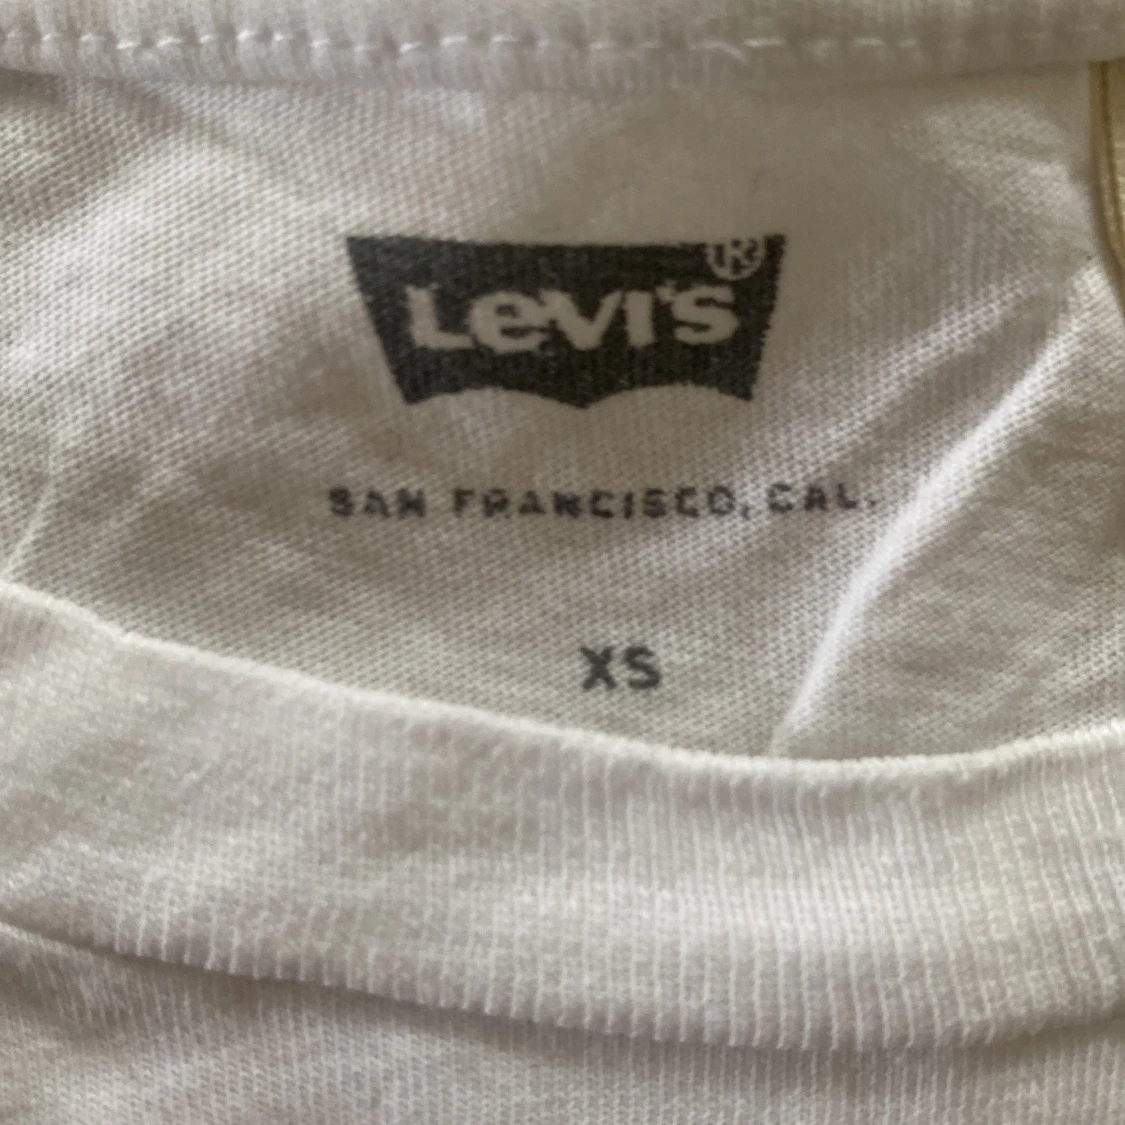 Levi's ®
SAN FRANCISCO, CAL.
XS